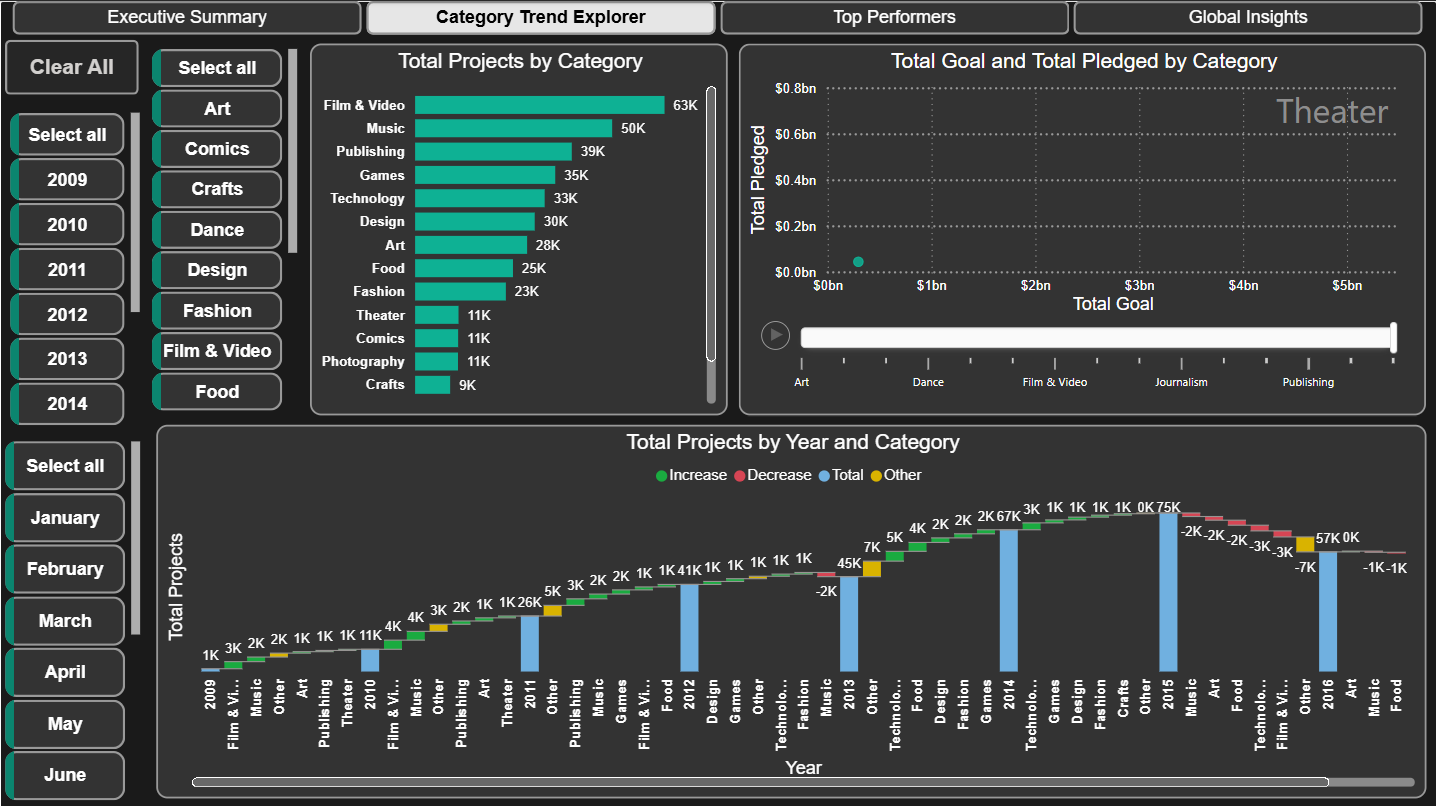 Executive Summary
Category Trend Explorer
Top Performers
Global Insights
Clear All
Select all
2009
2010
2011
2012
2013
2014
Select all
Art
Comics
Crafts
Dance
Design
Fashion
Film & Video
Food
Select all
January
February
March
April
May
June
Total Projects by Category
Film & Video 63K
Music 50K
Publishing 39K
Games 35K
Technology 33K
Design 30K
Art 28K
Food 25K
Fashion 23K
Theater 11K
Comics 11K
Photography 11K
Crafts 9K
Total Goal and Total Pledged by Category
Theater
Total Pledged
$0.8bn
$0.6bn
$0.4bn
$0.2bn
$0.0bn
$0bn $1bn $2bn $3bn $4bn $5bn
Total Goal
Art Dance Film & Video Journalism Publishing
Total Projects by Year and Category
Increase Decrease Total Other
Total Projects
1K 3K 2K 2K 1K 1K 1K 11K 4K 4K 3K 2K 1K 1K 26K 5K 3K 2K 2K 1K 1K 41K 1K 1K 1K 1K 1K -2K 45K 7K 5K 4K 2K 2K 2K 67K 3K 1K 1K 1K 1K 0K 75K -2K -2K -2K -3K -3K -7K 57K 0K -1K -1K
2009 Film & Vi... Music Other Art Publishing Theater 2010 Film & Vi... Music Other Publishing Art Theater 2011 Other Publishing Music Games Film & Vi... Food 2012 Design Games Other Technolo... Fashion Music 2013 Other Technolo... Food Design Fashion Games 2014 Technolo... Games Design Fashion Crafts Other 2015 Music Art Food Technolo... Film & Vi... Other 2016 Art Music Food
Year